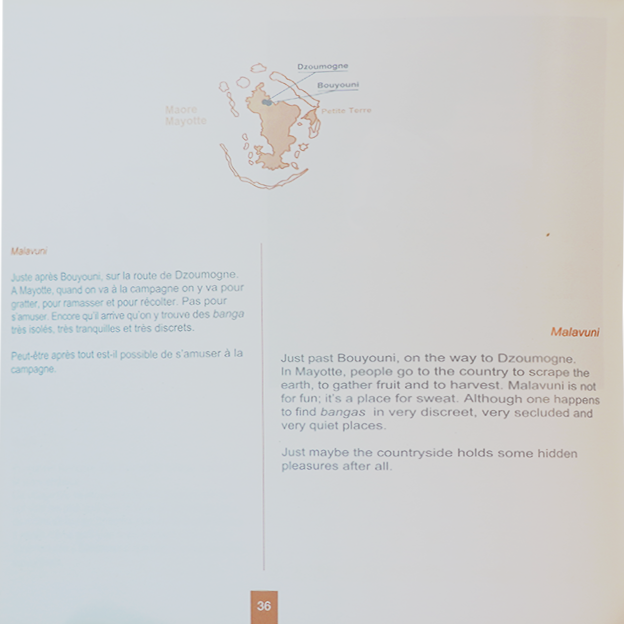 Dzoumogne
Bouyouni
Petite Terre
Maore
Mayotte
Malavuni
Juste après Bouyouni, sur la route de Dzoumogne.
A Mayotte, quand on va à la campagne on y va pour
gratter, pour ramasser et pour récolter. Pas pour
s'amuser. Encore qu'il arrive qu'on y trouve des banga
très isolés, très tranquilles et très discrets.
Peut-être après tout est-il possible de s'amuser à la
campagne.
Malavuni
Just past Bouyouni, on the way to Dzoumogne.
In Mayotte, people go to the country to scrape the
earth, to gather fruit and to harvest. Malavuni is not
for fun; it's a place for sweat. Although one happens
to find bangas in very discreet, very secluded and
very quiet places.
Just maybe the countryside holds some hidden
pleasures after all.
36